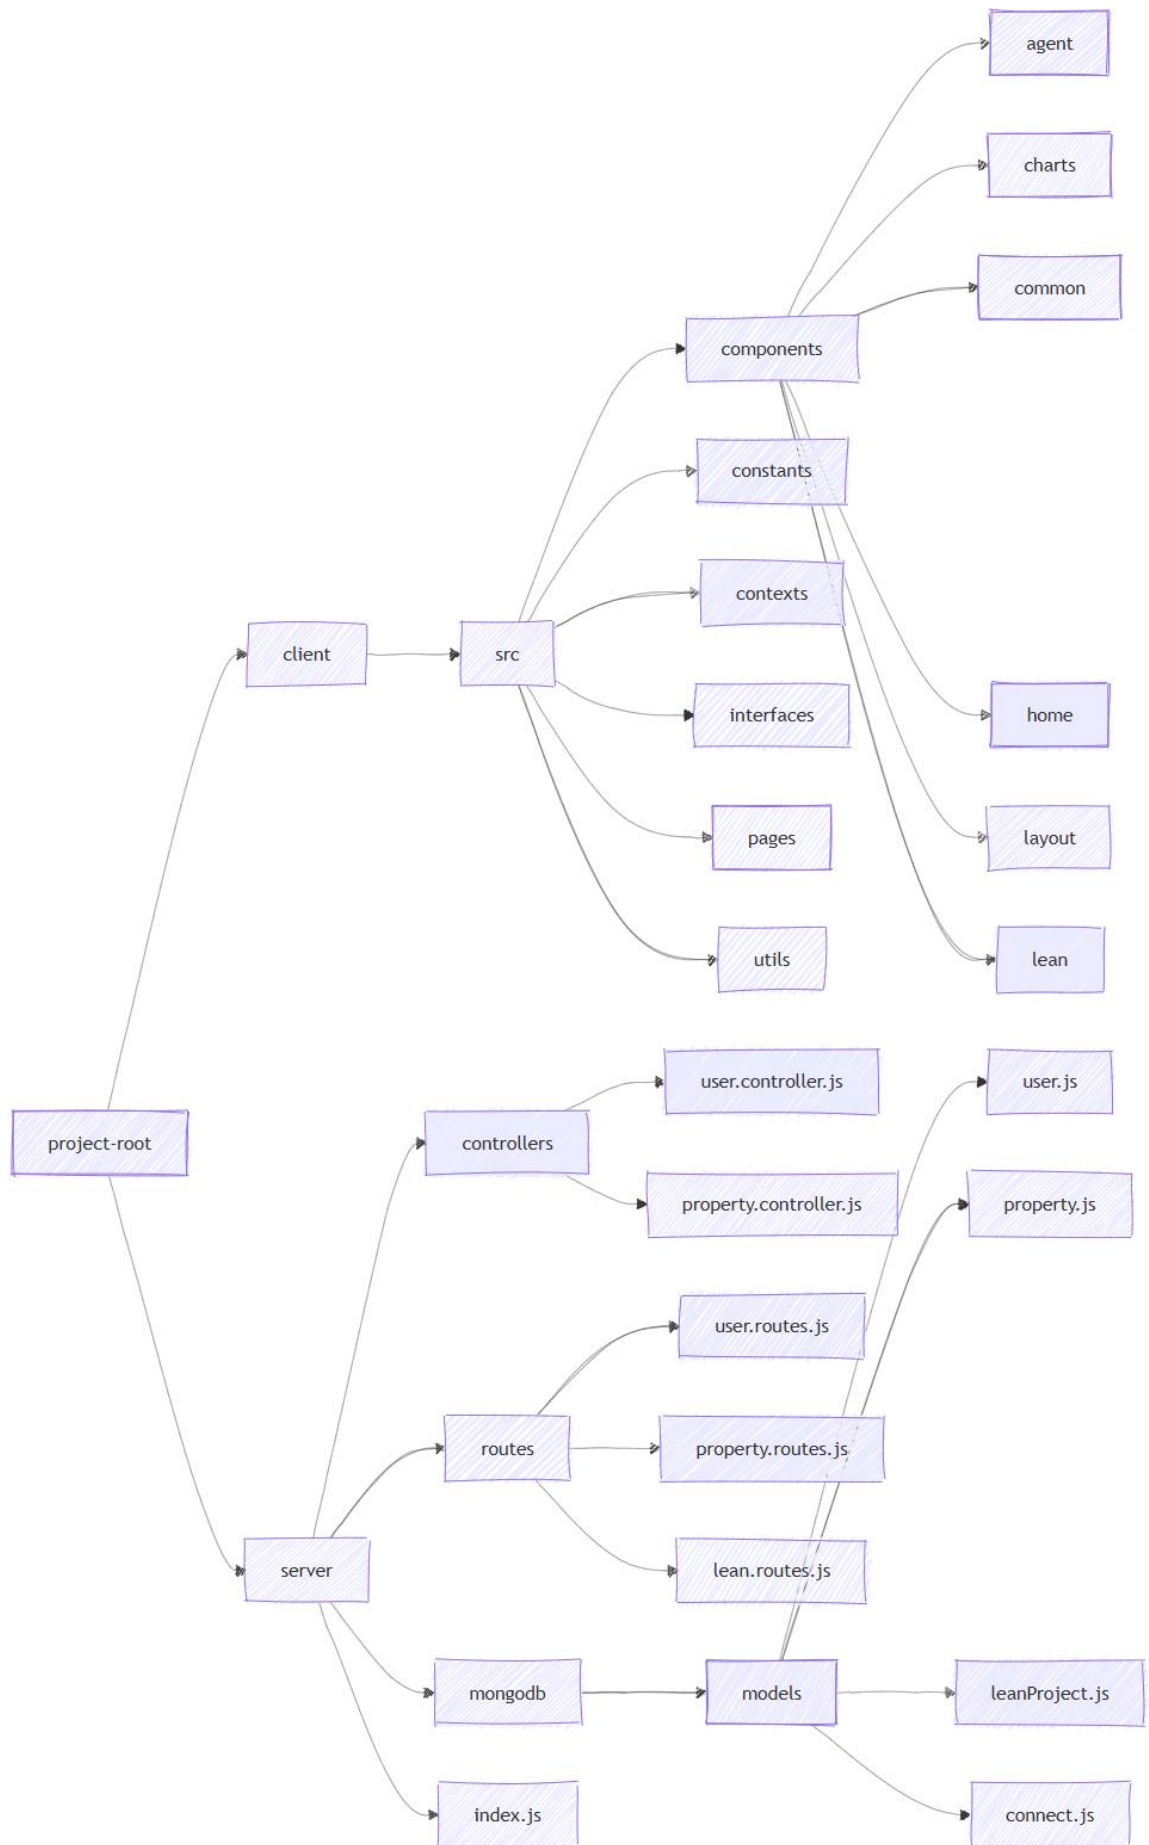 agent
charts
common
components
constants
contexts
client
src
interfaces
home
pages
layout
utils
lean
user.controller.js
user.js
project-root
controllers
property.controller.js
property.js
user.routes.js
routes
property.routes.js
server
lean.routes.js
mongodb
models
leanProject.js
index.js
connect.js